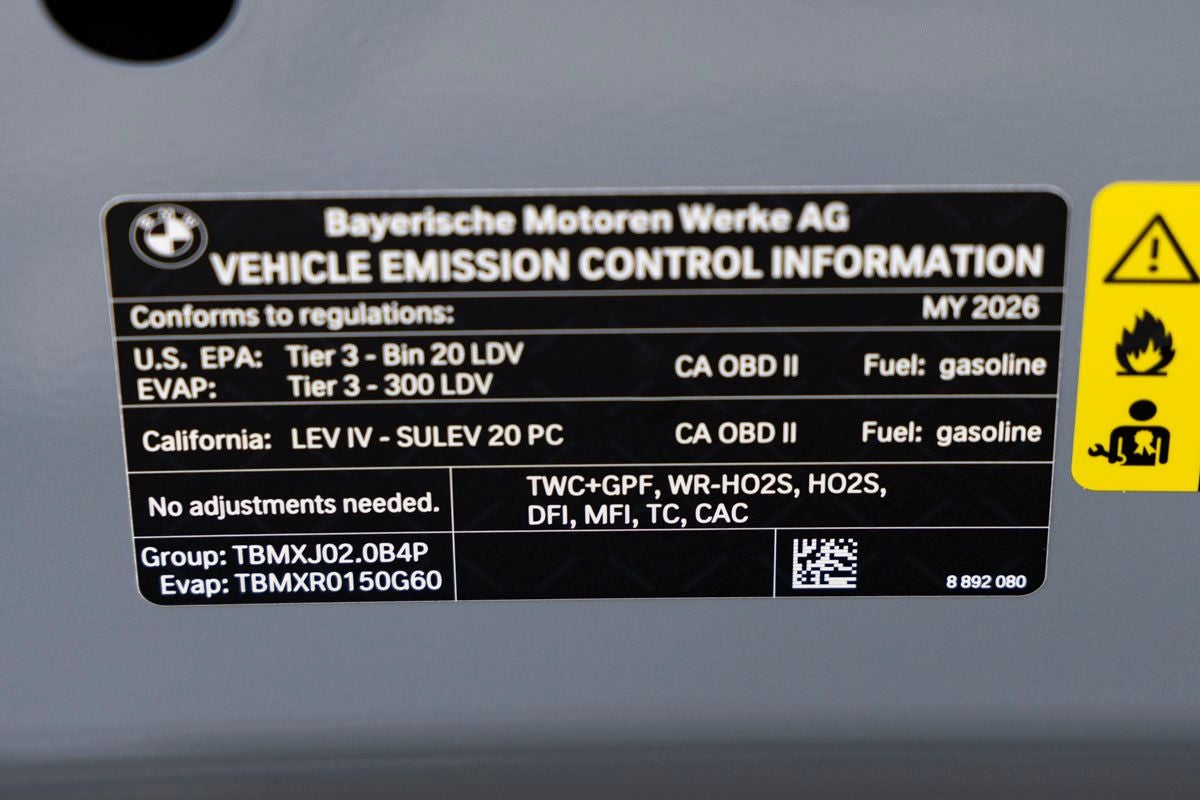 BMW
Bayerische Motoren Werke AG
VEHICLE EMISSION CONTROL INFORMATION
Conforms to regulations: MY 2026
U.S. EPA: Tier 3 - Bin 20 LDV CA OBD II Fuel: gasoline
EVAP: Tier 3 - 300 LDV
California: LEV IV - SULEV 20 PC CA OBD II Fuel: gasoline
No adjustments needed. TWC+GPF, WR-HO2S, HO2S,
DFI, MFI, TC, CAC
Group: TBMXJ02.0B4P
Evap: TBMXR0150G60
8 892 080